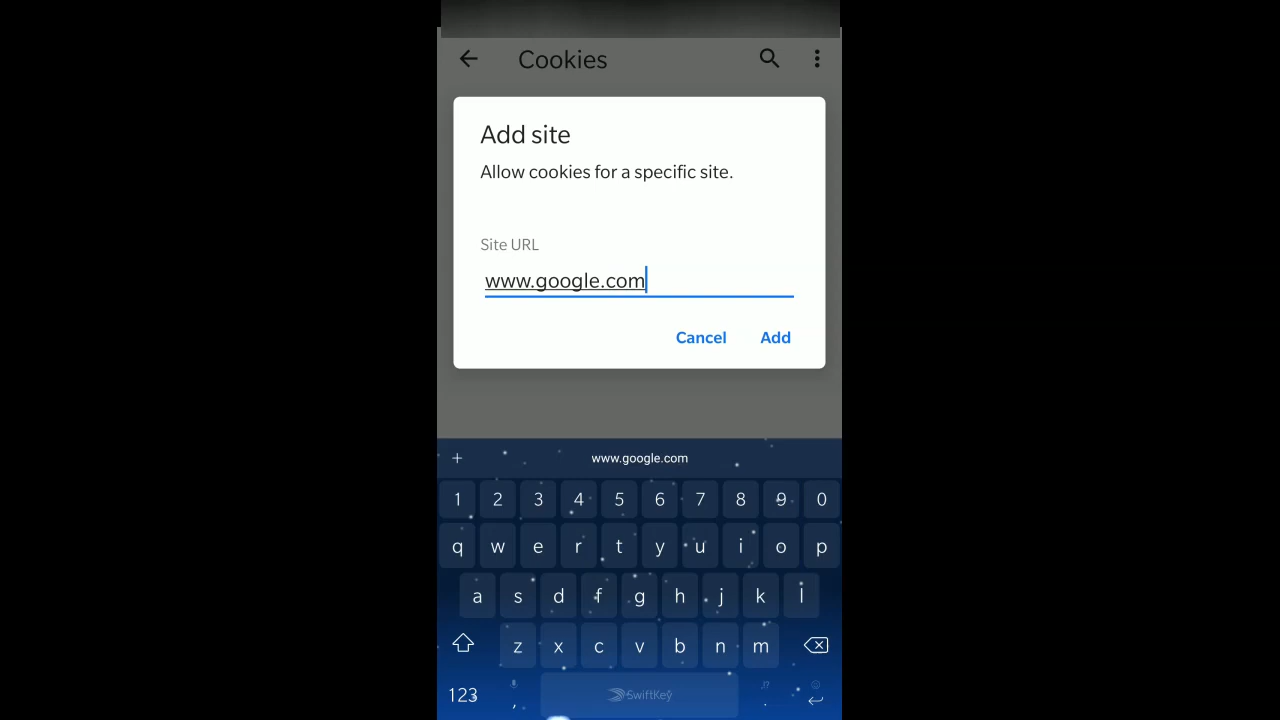 Cookies
Add site
Allow cookies for a specific site.
Site URL
www.google.com
Cancel Add
+ www.google.com
1 2 3 4 5 6 7 8 9 0
q w e r t y u i o p
a s d f g h j k l
z x c v b n m
123 , SwiftKey .